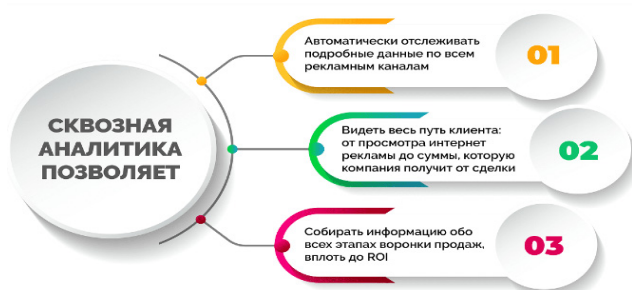 СКВОЗНАЯ
АНАЛИТИКА
ПОЗВОЛЯЕТ
Автоматически отслеживать
подробные данные по всем
рекламным каналам
01
Видеть весь путь клиента:
от просмотра интернет
рекламы до суммы, которую
компания получит от сделки
02
Собирать информацию обо
всех этапах воронки продаж,
вплоть до ROI
03